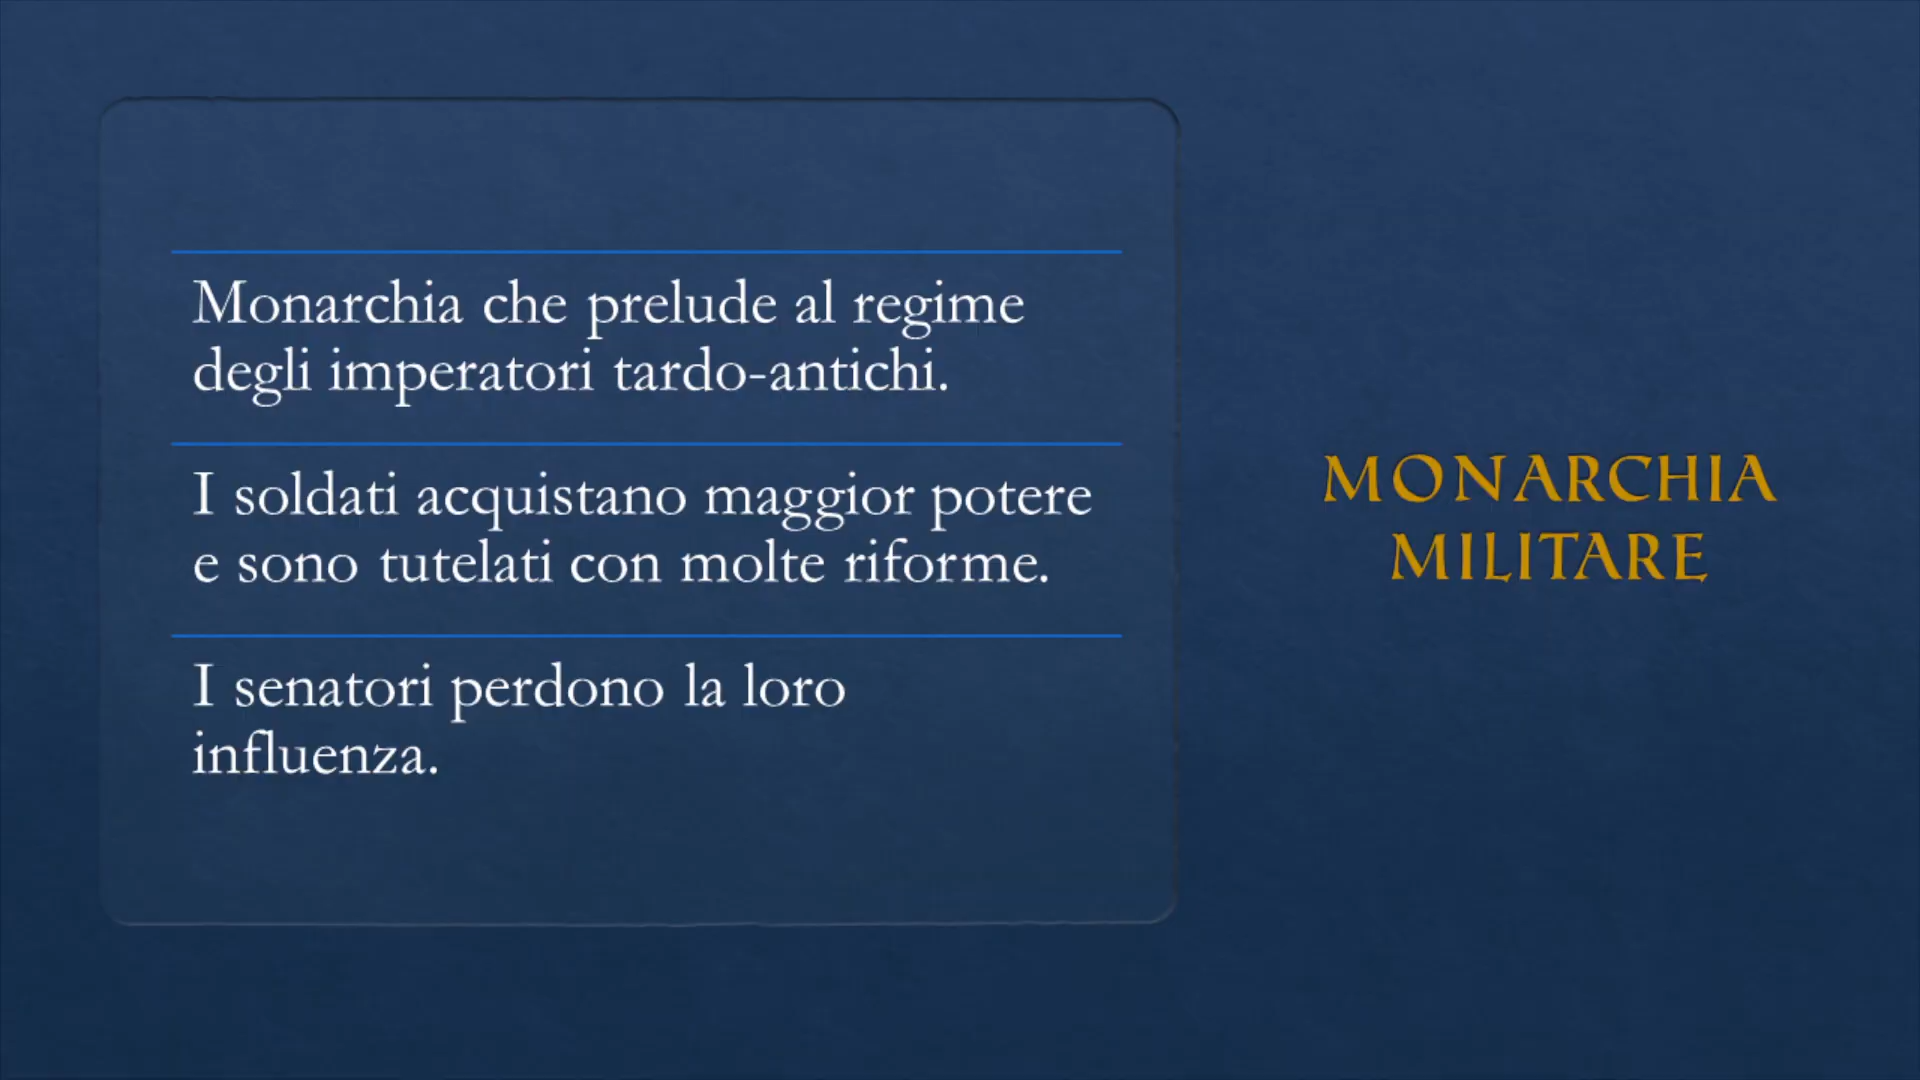 Monarchia che prelude al regime
degli imperatori tardo-antichi.
I soldati acquistano maggior potere
e sono tutelati con molte riforme.
I senatori perdono la loro
influenza.
MONARCHIA
MILITARE